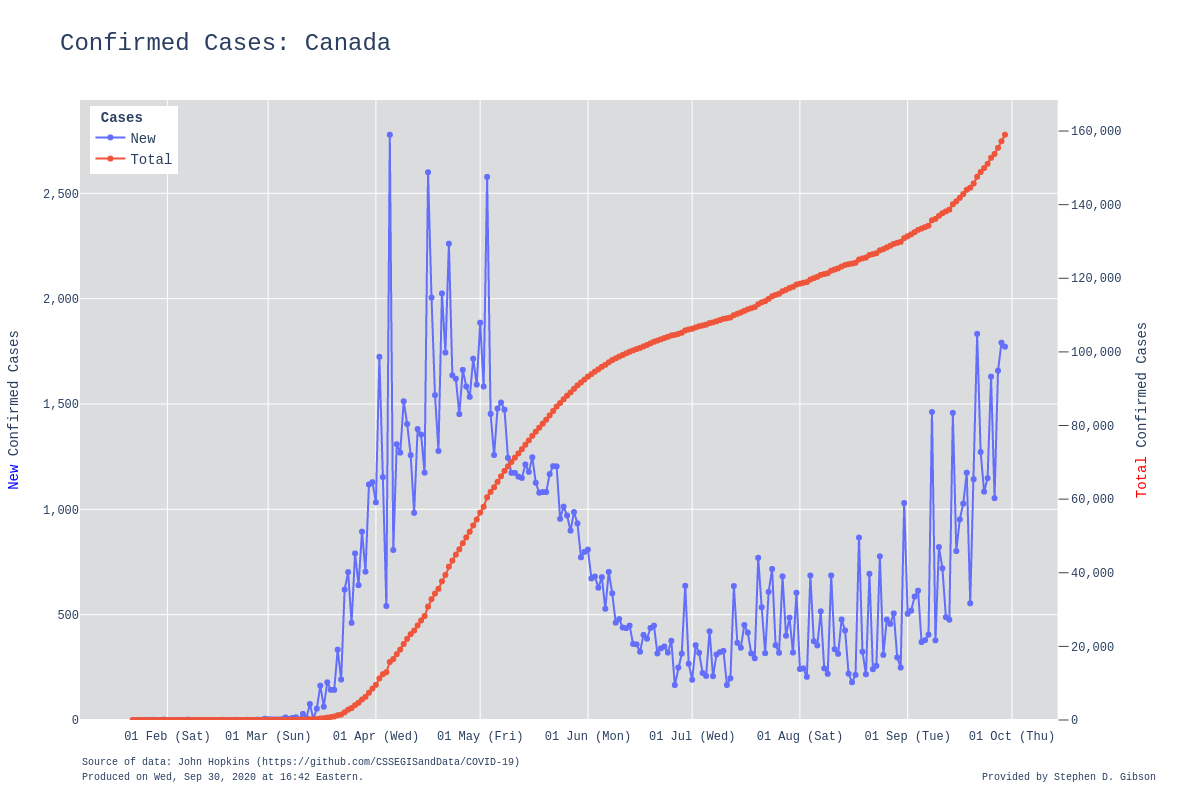 Confirmed Cases: Canada
Cases
New
Total
2,500
2,000
1,500
1,000
500
0
New Confirmed Cases
160,000
140,000
120,000
100,000
80,000
60,000
40,000
20,000
0
Total Confirmed Cases
01 Feb (Sat) 01 Mar (Sun) 01 Apr (Wed) 01 May (Fri) 01 Jun (Mon) 01 Jul (Wed) 01 Aug (Sat) 01 Sep (Tue) 01 Oct (Thu)
Source of data: John Hopkins (https://github.com/CSSEGISandData/COVID-19)
Produced on Wed, Sep 30, 2020 at 16:42 Eastern.
Provided by Stephen D. Gibson